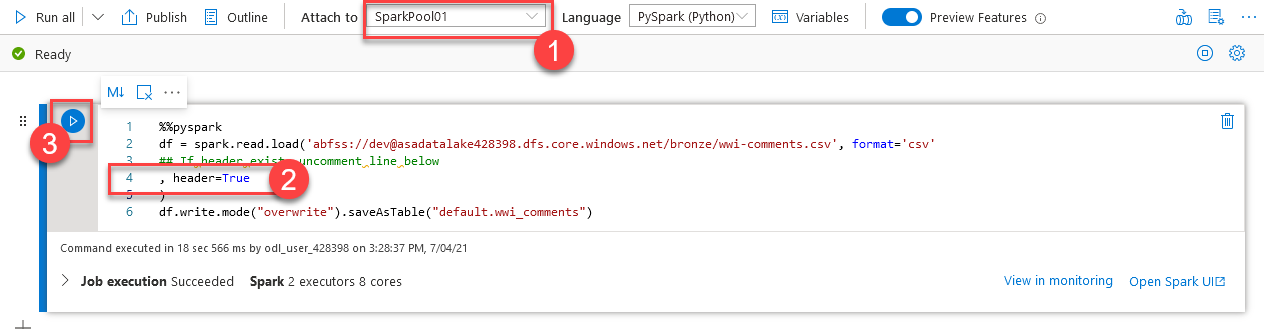 Run all Publish Outline Attach to SparkPool01 Language PySpark (Python) Variables Preview Features
1
Ready
M↓
3
1 %%pyspark
2 df = spark.read.load('abfss://dev@asadatalake428398.dfs.core.windows.net/bronze/wwi-comments.csv', format='csv'
3 ## If header exists uncomment line below
4 , header=True
2
5 )
6 df.write.mode("overwrite").saveAsTable("default.wwi_comments")
Command executed in 18 sec 566 ms by odl_user_428398 on 3:28:37 PM, 7/04/21
Job execution Succeeded Spark 2 executors 8 cores View in monitoring Open Spark UI